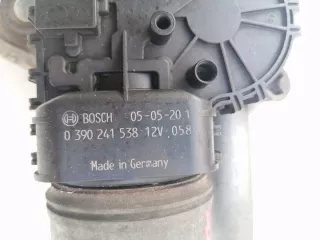 BOSCH 05-05-20 1
0 390 241 538 12V 058
Made in Germany